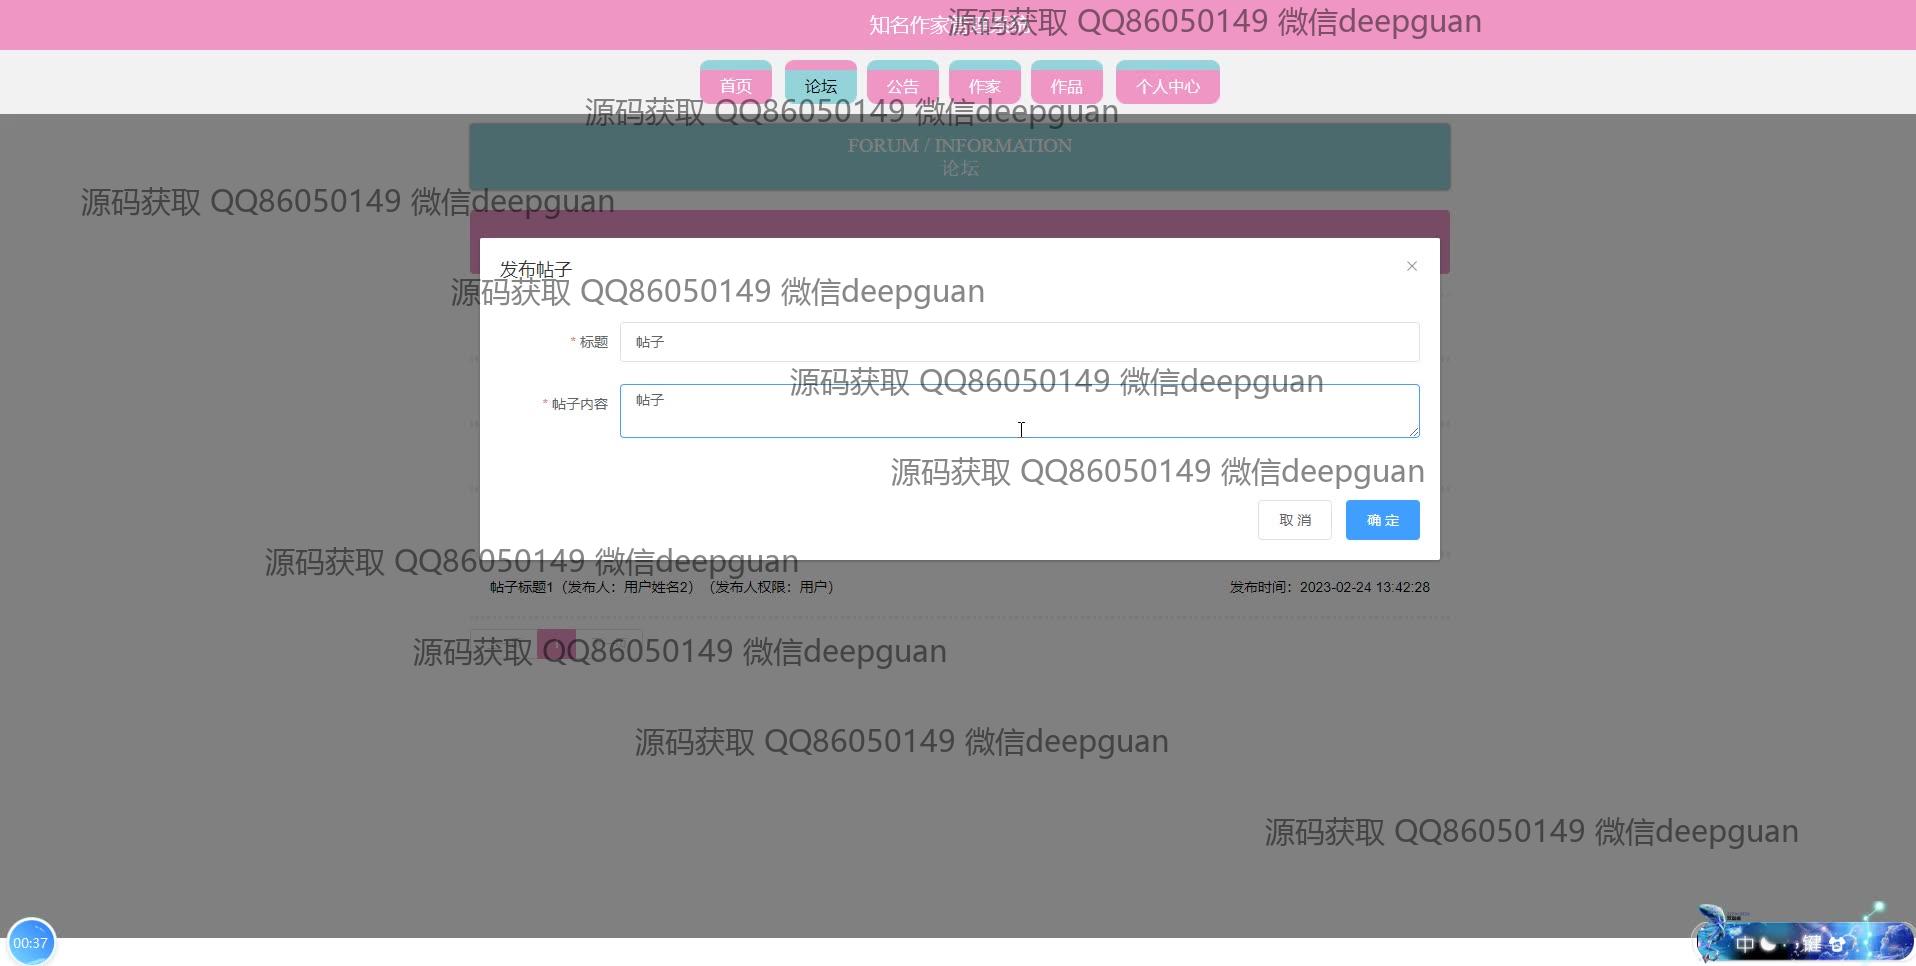 知名作家管理系统
源码获取 QQ86050149 微信deepguan
首页 论坛 公告 作家 作品 个人中心
源码获取 QQ86050149 微信deepguan
FORUM / INFORMATION
论坛
源码获取 QQ86050149 微信deepguan
发布帖子
源码获取 QQ86050149 微信deepguan
* 标题 帖子
源码获取 QQ86050149 微信deepguan
* 帖子内容 帖子
源码获取 QQ86050149 微信deepguan
取 消 确 定
源码获取 QQ86050149 微信deepguan
帖子标题1（发布人：用户姓名2）（发布人权限：用户） 发布时间：2023-02-24 13:42:28
源码获取 QQ86050149 微信deepguan
源码获取 QQ86050149 微信deepguan
源码获取 QQ86050149 微信deepguan
00:37
中 键